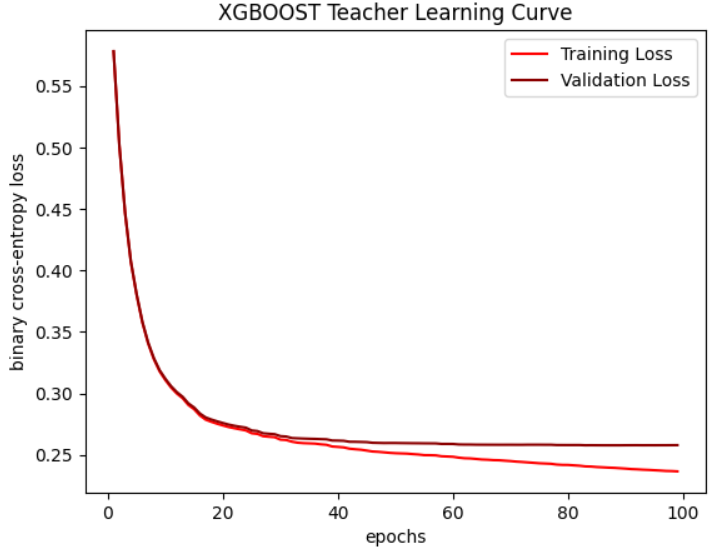 XGBOOST Teacher Learning Curve
Training Loss
Validation Loss
binary cross-entropy loss
0.55
0.50
0.45
0.40
0.35
0.30
0.25
0 20 40 60 80 100
epochs